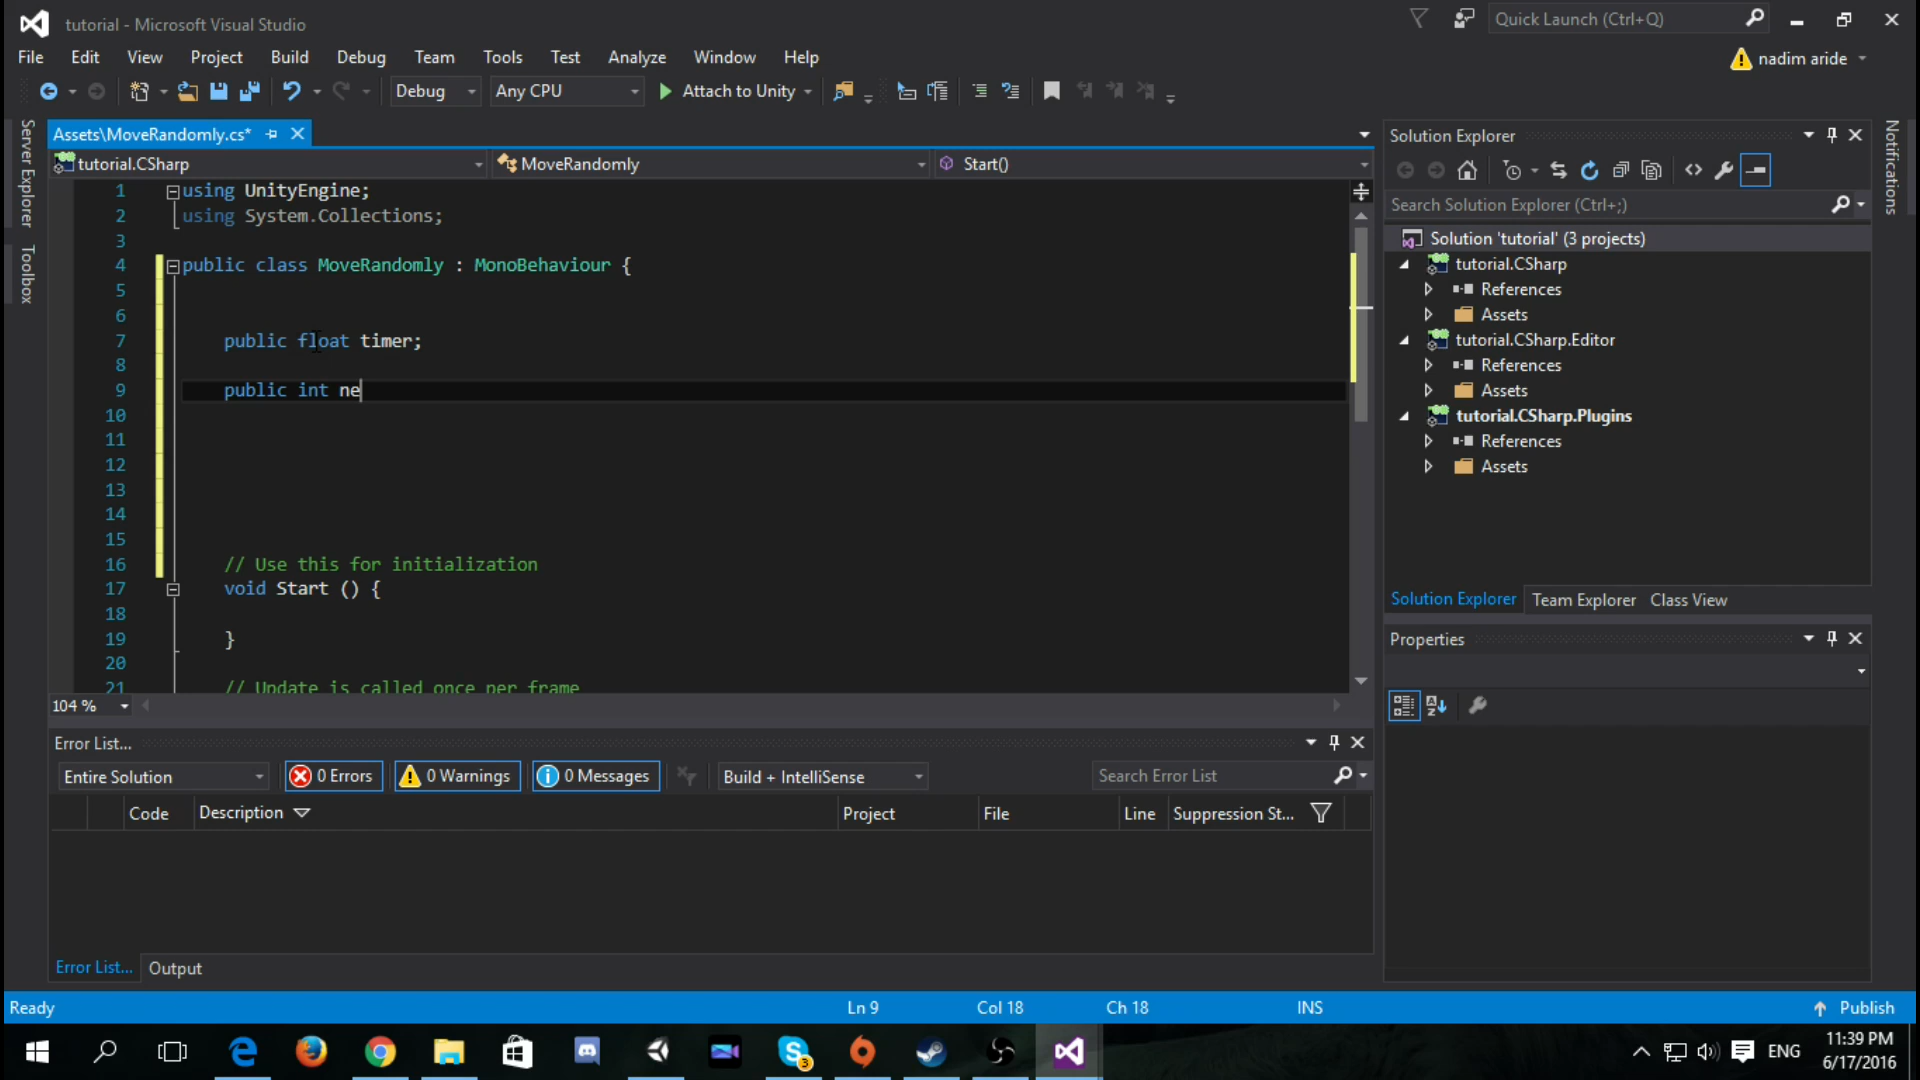 tutorial - Microsoft Visual Studio
Quick Launch (Ctrl+Q)
File Edit View Project Build Debug Team Tools Test Analyze Window Help
nadim aride
Debug Any CPU Attach to Unity
Server Explorer
Toolbox
Assets\MoveRandomly.cs*
tutorial.CSharp MoveRandomly Start()
1 using UnityEngine;
2 using System.Collections;
3
4 public class MoveRandomly : MonoBehaviour {
5
6
7 public float timer;
8
9 public int ne
10
11
12
13
14
15
16 // Use this for initialization
17 void Start () {
18
19 }
20
21 // Update is called once per frame
104 %
Solution Explorer
Search Solution Explorer (Ctrl+;)
Solution 'tutorial' (3 projects)
tutorial.CSharp
References
Assets
tutorial.CSharp.Editor
References
Assets
tutorial.CSharp.Plugins
References
Assets
Solution Explorer Team Explorer Class View
Properties
Notifications
Error List...
Entire Solution 0 Errors 0 Warnings 0 Messages Build + IntelliSense Search Error List
Code Description Project File Line Suppression St...
Error List... Output
Ready Ln 9 Col 18 Ch 18 INS Publish
3
ENG
11:39 PM
6/17/2016